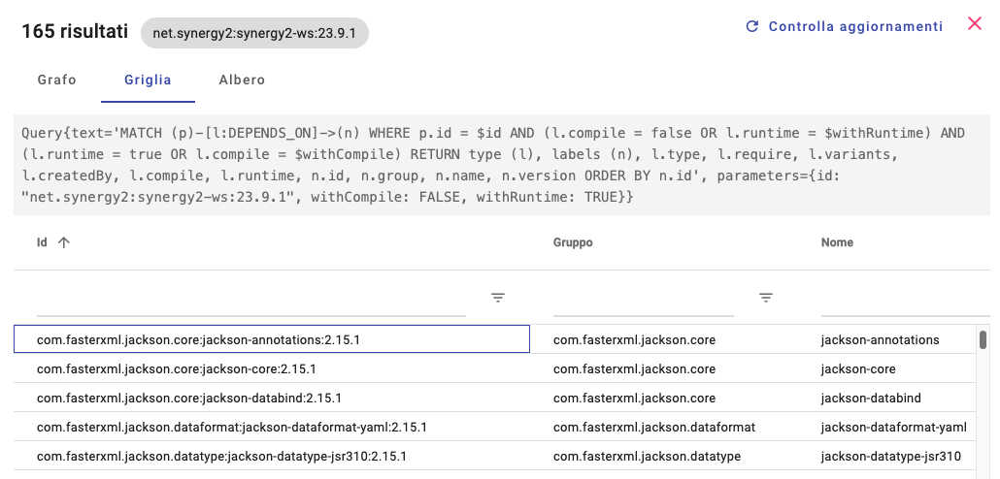 165 risultati net.synergy2:synergy2-ws:23.9.1 Controlla aggiornamenti
Grafo Griglia Albero
Query{text='MATCH (p)-[l:DEPENDS_ON]->(n) WHERE p.id = $id AND (l.compile = false OR l.runtime = $withRuntime) AND
(l.runtime = true OR l.compile = $withCompile) RETURN type (l), labels (n), l.type, l.require, l.variants,
l.createdBy, l.compile, l.runtime, n.id, n.group, n.name, n.version ORDER BY n.id', parameters={id:
"net.synergy2:synergy2-ws:23.9.1", withCompile: FALSE, withRuntime: TRUE}}
Id Gruppo Nome
com.fasterxml.jackson.core:jackson-annotations:2.15.1 com.fasterxml.jackson.core jackson-annotations
com.fasterxml.jackson.core:jackson-core:2.15.1 com.fasterxml.jackson.core jackson-core
com.fasterxml.jackson.core:jackson-databind:2.15.1 com.fasterxml.jackson.core jackson-databind
com.fasterxml.jackson.dataformat:jackson-dataformat-yaml:2.15.1 com.fasterxml.jackson.dataformat jackson-dataformat-yaml
com.fasterxml.jackson.datatype:jackson-datatype-jsr310:2.15.1 com.fasterxml.jackson.datatype jackson-datatype-jsr310